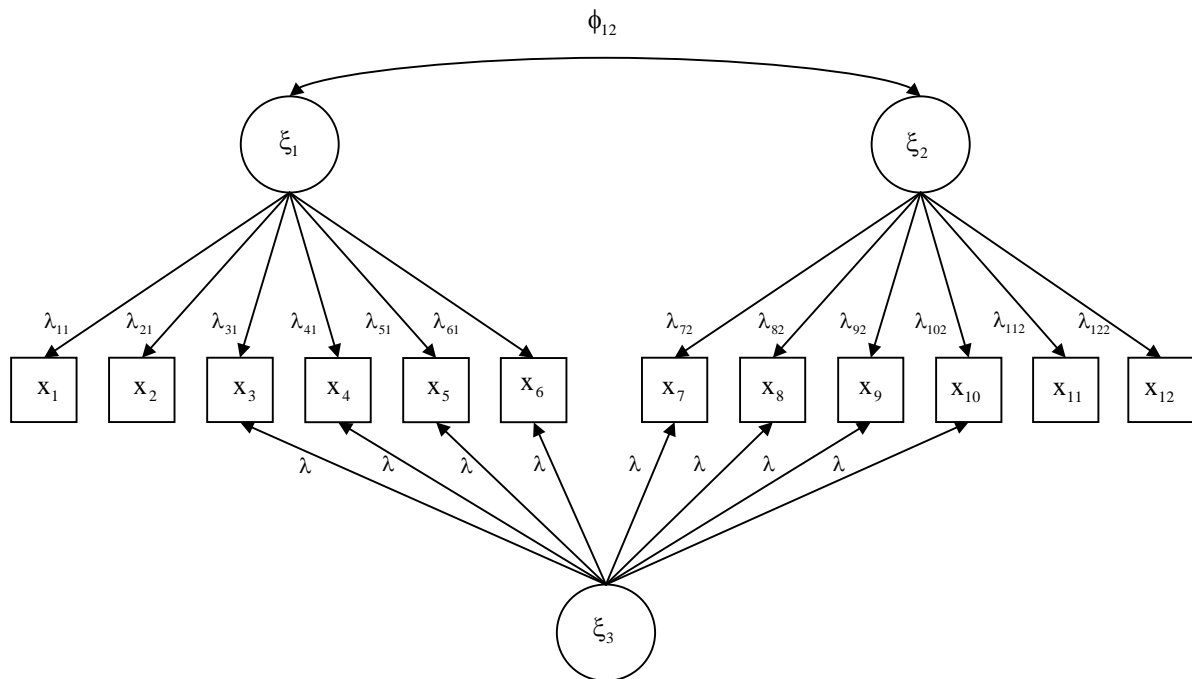 ϕ₁₂
ξ₁ ξ₂
λ₁₁ λ₂₁ λ₃₁ λ₄₁ λ₅₁ λ₆₁ λ₇₂ λ₈₂ λ₉₂ λ₁₀₂ λ₁₁₂ λ₁₂₂
x₁ x₂ x₃ x₄ x₅ x₆ x₇ x₈ x₉ x₁₀ x₁₁ x₁₂
λ λ λ λ λ λ λ λ
ξ₃